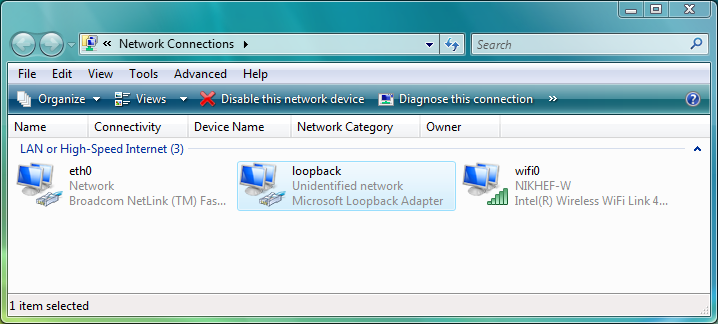 « Network Connections
Search
File Edit View Tools Advanced Help
Organize Views Disable this network device Diagnose this connection »
Name Connectivity Device Name Network Category Owner
LAN or High-Speed Internet (3)
eth0 loopback wifi0
Network Unidentified network NIKHEF-W
Broadcom NetLink (TM) Fas... Microsoft Loopback Adapter Intel(R) Wireless WiFi Link 4...
1 item selected